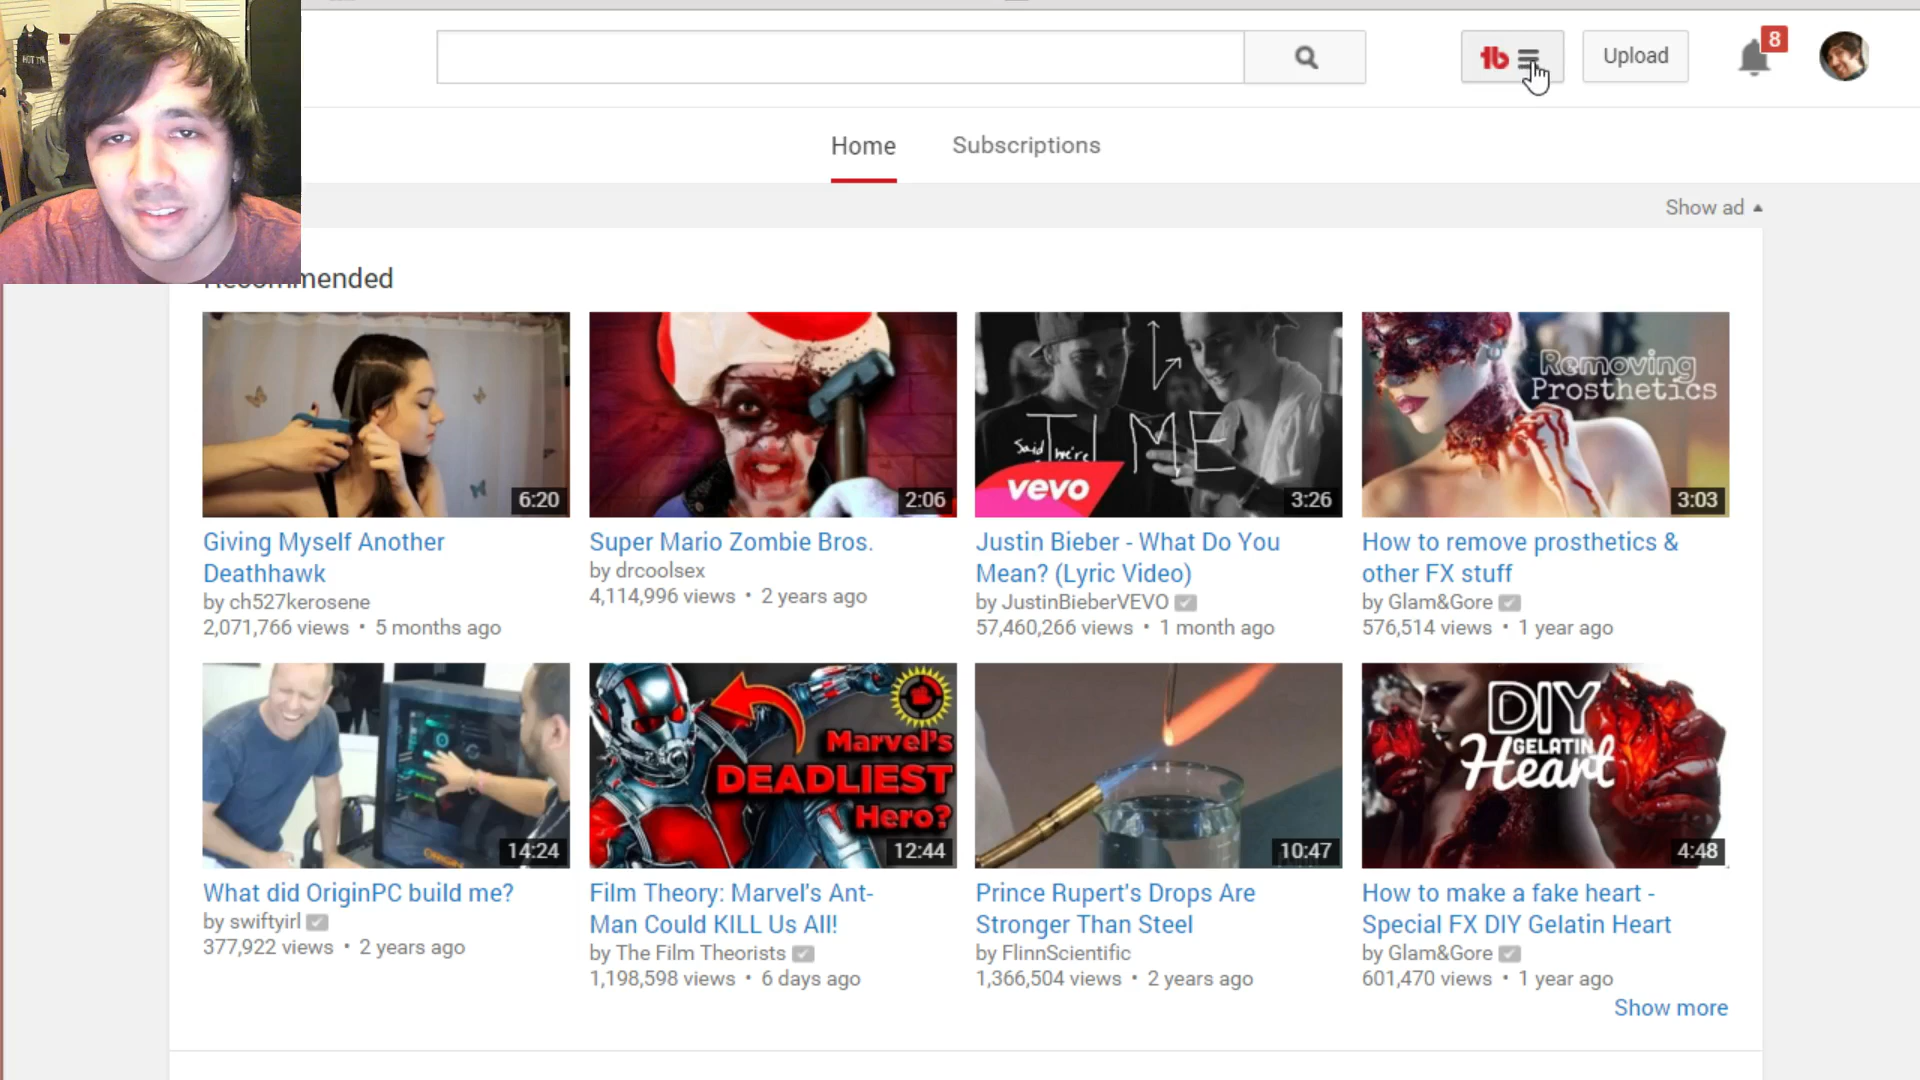 tb
Upload
8
Home
Subscriptions
Show ad
Recommended
HOT TYE
6:20
2:06
TIME
Said we're
vevo
3:26
Removing
Prosthetics
3:03
Giving Myself Another
Deathhawk
by ch527kerosene
2,071,766 views • 5 months ago
Super Mario Zombie Bros.
by drcoolsex
4,114,996 views • 2 years ago
Justin Bieber - What Do You
Mean? (Lyric Video)
by JustinBieberVEVO
57,460,266 views • 1 month ago
How to remove prosthetics &
other FX stuff
by Glam&Gore
576,514 views • 1 year ago
ORIGIN
14:24
Marvel's
DEADLIEST
Hero?
12:44
10:47
DIY
GELATIN
Heart
4:48
What did OriginPC build me?
by swiftyirl
377,922 views • 2 years ago
Film Theory: Marvel's Ant-
Man Could KILL Us All!
by The Film Theorists
1,198,598 views • 6 days ago
Prince Rupert's Drops Are
Stronger Than Steel
by FlinnScientific
1,366,504 views • 2 years ago
How to make a fake heart -
Special FX DIY Gelatin Heart
by Glam&Gore
601,470 views • 1 year ago
Show more